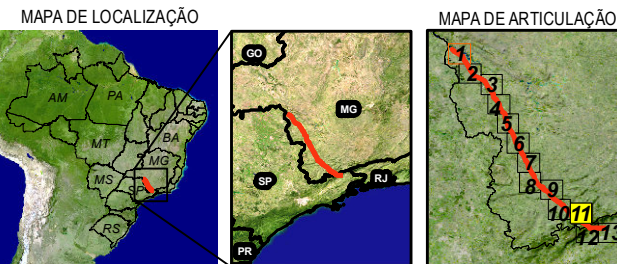 MAPA DE LOCALIZAÇÃO
AM
PA
MT
BA
MG
MS
SP
RS
GO
MG
SP
RJ
PR
MAPA DE ARTICULAÇÃO
1
2
3
4
5
6
7
8
9
10
11
12
13